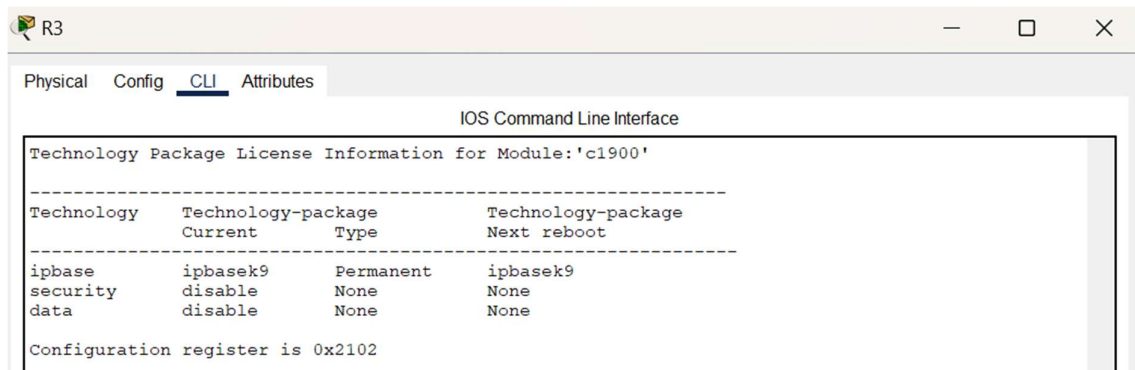 R3
Physical Config CLI Attributes
IOS Command Line Interface
Technology Package License Information for Module:'c1900'
----------------------------------------------------------------
Technology Technology-package Technology-package
Current Type Next reboot
-----------------------------------------------------------------
ipbase ipbasek9 Permanent ipbasek9
security disable None None
data disable None None
Configuration register is 0x2102